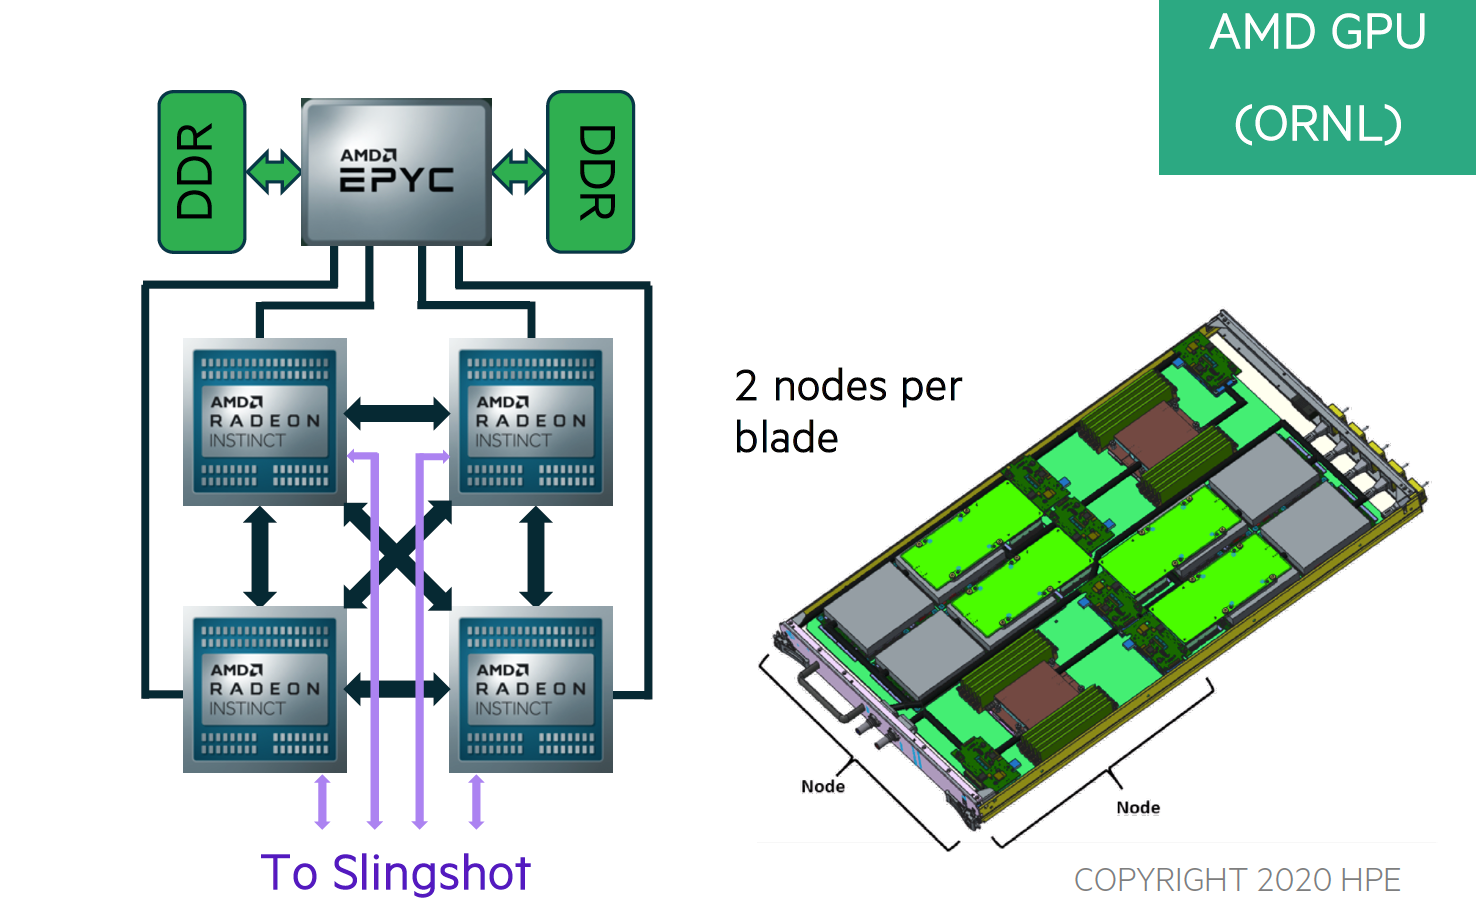 AMD GPU
(ORNL)
DDR
AMD
EPYC
DDR
AMD
RADEON
INSTINCT
AMD
RADEON
INSTINCT
AMD
RADEON
INSTINCT
AMD
RADEON
INSTINCT
To Slingshot
2 nodes per
blade
Node
Node
COPYRIGHT 2020 HPE